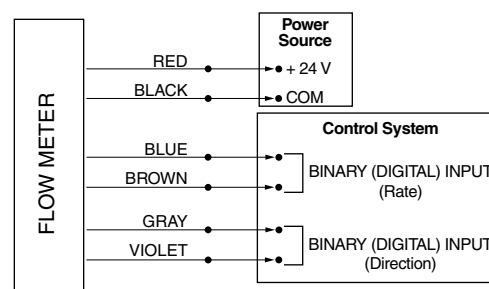 FLOW METER
Power
Source
RED
+ 24 V
BLACK
COM
Control System
BLUE
BROWN
BINARY (DIGITAL) INPUT
(Rate)
GRAY
VIOLET
BINARY (DIGITAL) INPUT
(Direction)